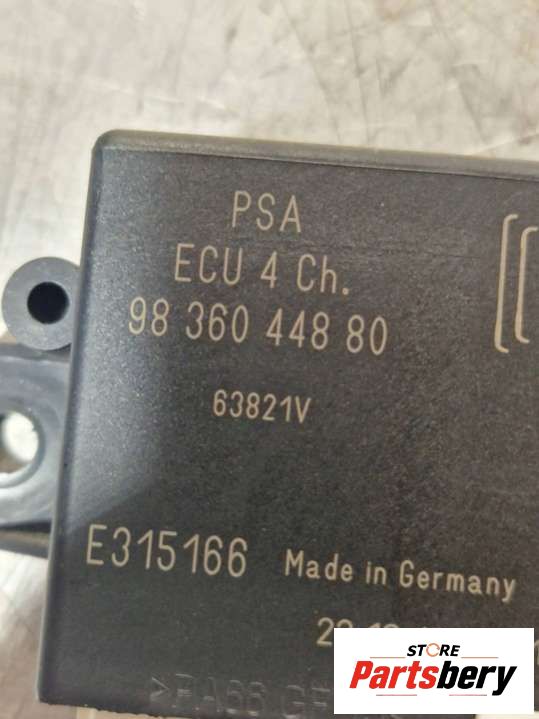 PSA
ECU 4 Ch.
98 360 448 80
63821V
E315166 Made in Germany
STORE
Partsbery